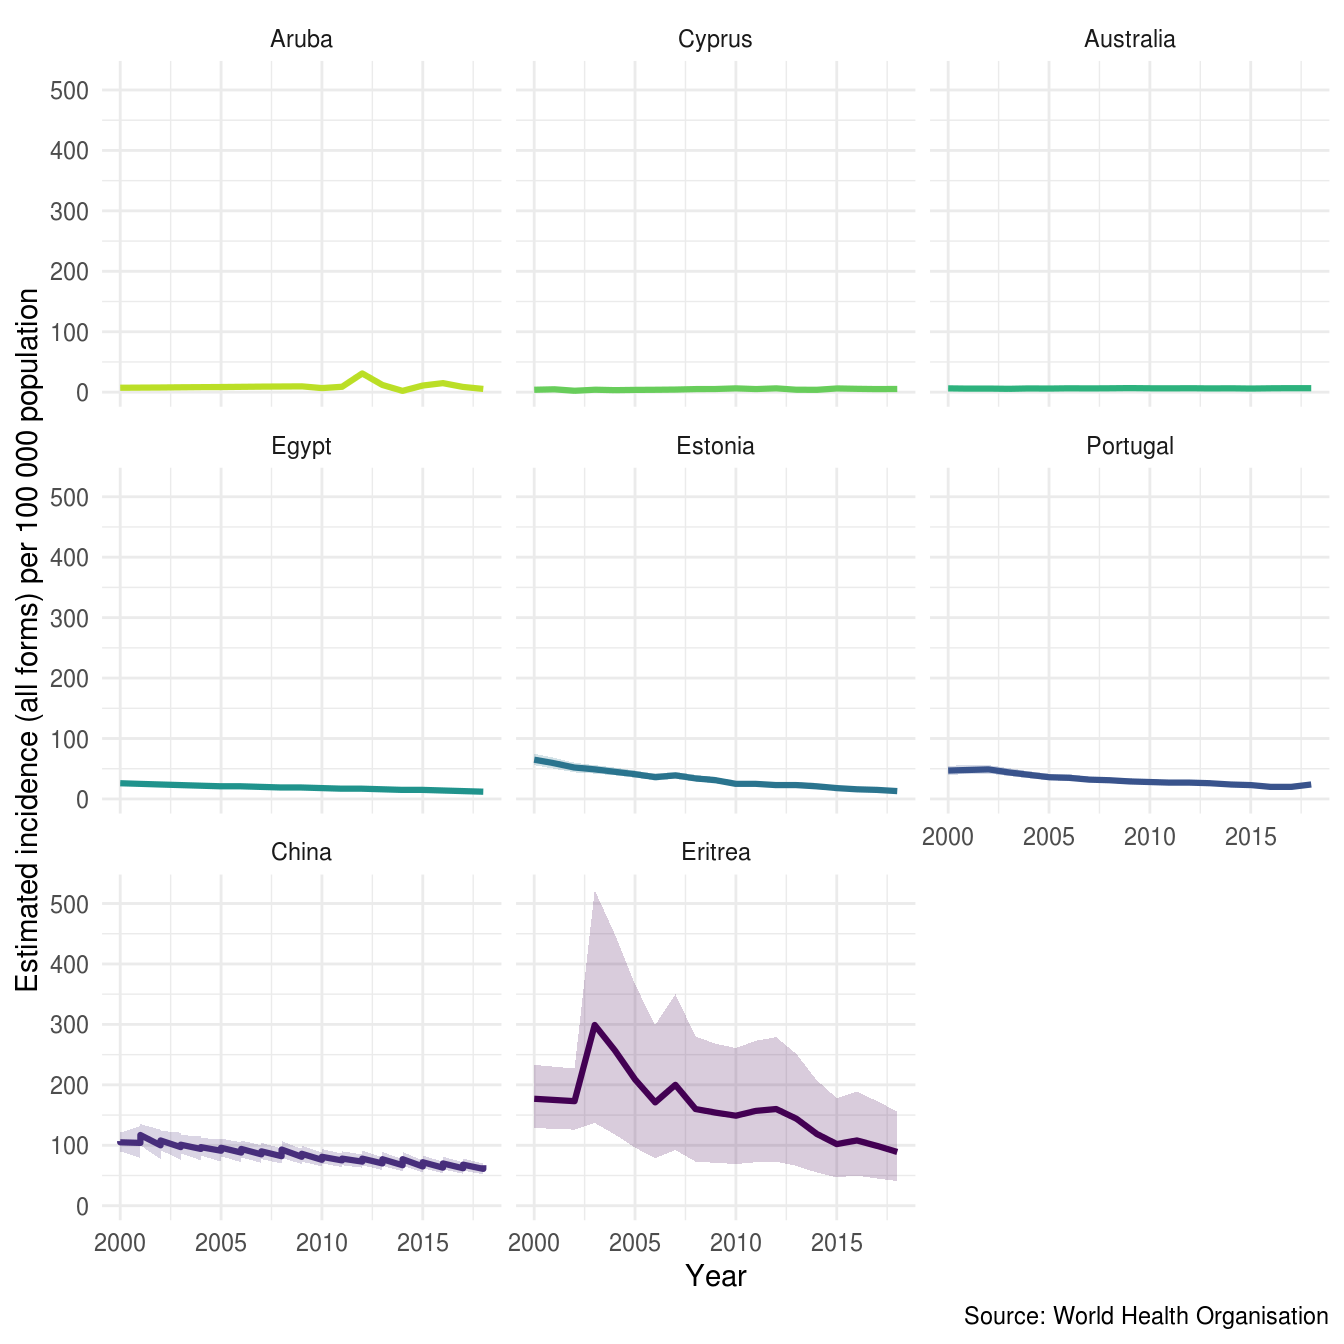 Aruba
Cyprus
Australia
500
400
300
200
100
0
Egypt
Estonia
Portugal
500
400
300
200
100
0
2000 2005 2010 2015
China
Eritrea
500
400
300
200
100
0
2000 2005 2010 2015
2000 2005 2010 2015
Estimated incidence (all forms) per 100 000 population
Year
Source: World Health Organisation